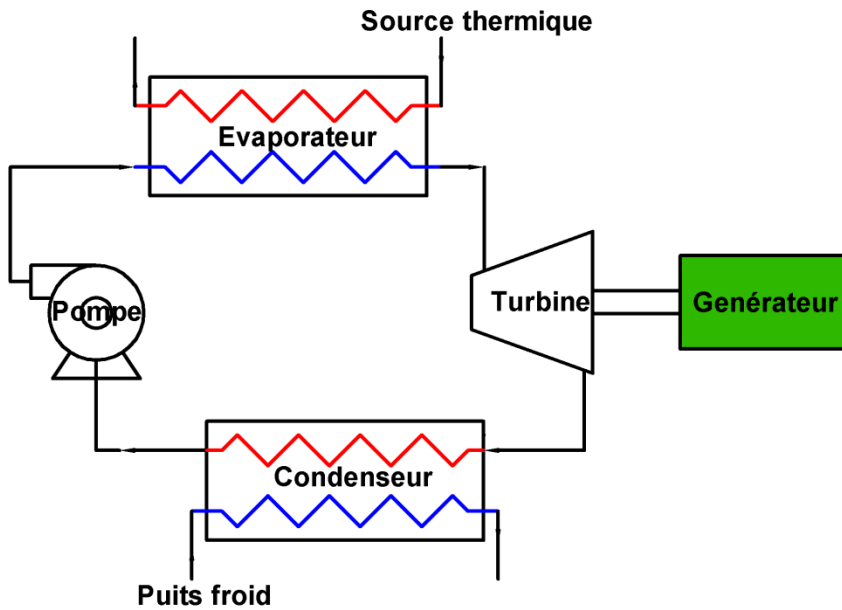 Source thermique
Evaporateur
Pompe
Turbine
Genérateur
Condenseur
Puits froid